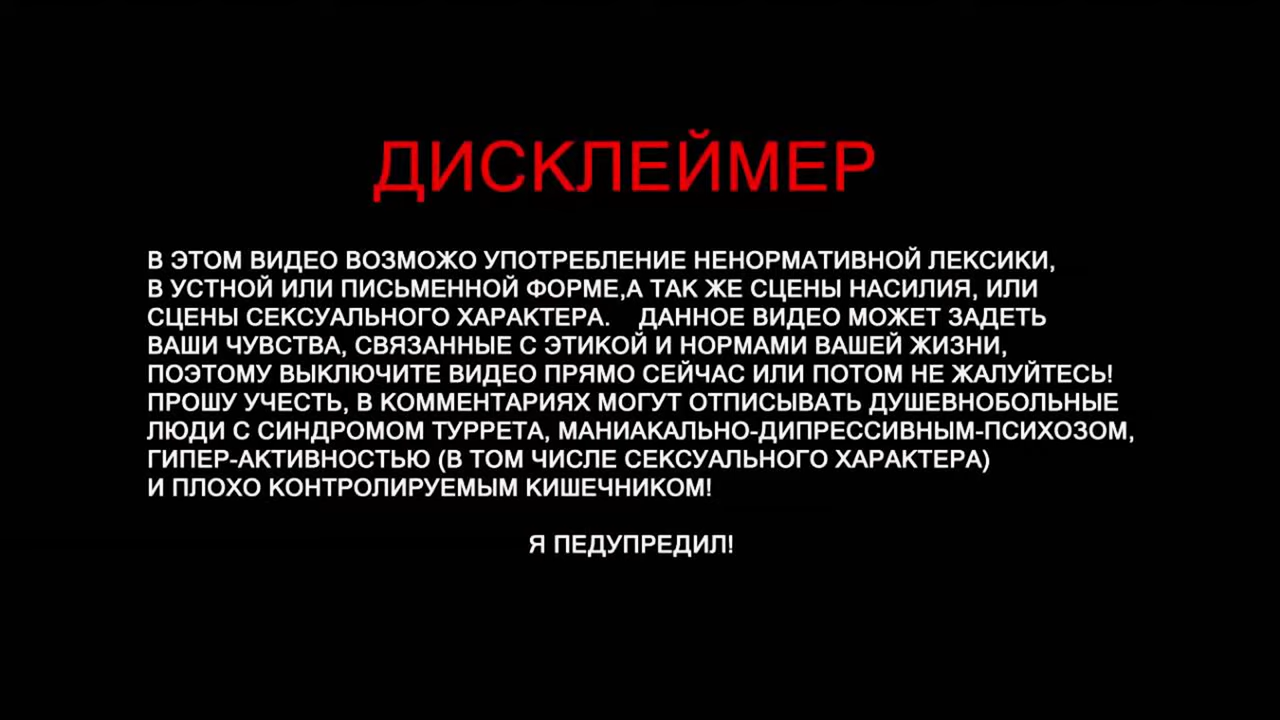 ДИСКЛЕЙМЕР
В ЭТОМ ВИДЕО ВОЗМОЖО УПОТРЕБЛЕНИЕ НЕНОРМАТИВНОЙ ЛЕКСИКИ,
В УСТНОЙ ИЛИ ПИСЬМЕННОЙ ФОРМЕ,А ТАК ЖЕ СЦЕНЫ НАСИЛИЯ, ИЛИ
СЦЕНЫ СЕКСУАЛЬНОГО ХАРАКТЕРА. ДАННОЕ ВИДЕО МОЖЕТ ЗАДЕТЬ
ВАШИ ЧУВСТВА, СВЯЗАННЫЕ С ЭТИКОЙ И НОРМАМИ ВАШЕЙ ЖИЗНИ,
ПОЭТОМУ ВЫКЛЮЧИТЕ ВИДЕО ПРЯМО СЕЙЧАС ИЛИ ПОТОМ НЕ ЖАЛУЙТЕСЬ!
ПРОШУ УЧЕСТЬ, В КОММЕНТАРИЯХ МОГУТ ОТПИСЫВАТЬ ДУШЕВНОБОЛЬНЫЕ
ЛЮДИ С СИНДРОМОМ ТУРРЕТА, МАНИАКАЛЬНО-ДИПРЕССИВНЫМ-ПСИХОЗОМ,
ГИПЕР-АКТИВНОСТЬЮ (В ТОМ ЧИСЛЕ СЕКСУАЛЬНОГО ХАРАКТЕРА)
И ПЛОХО КОНТРОЛИРУЕМЫМ КИШЕЧНИКОМ!
Я ПЕДУПРЕДИЛ!